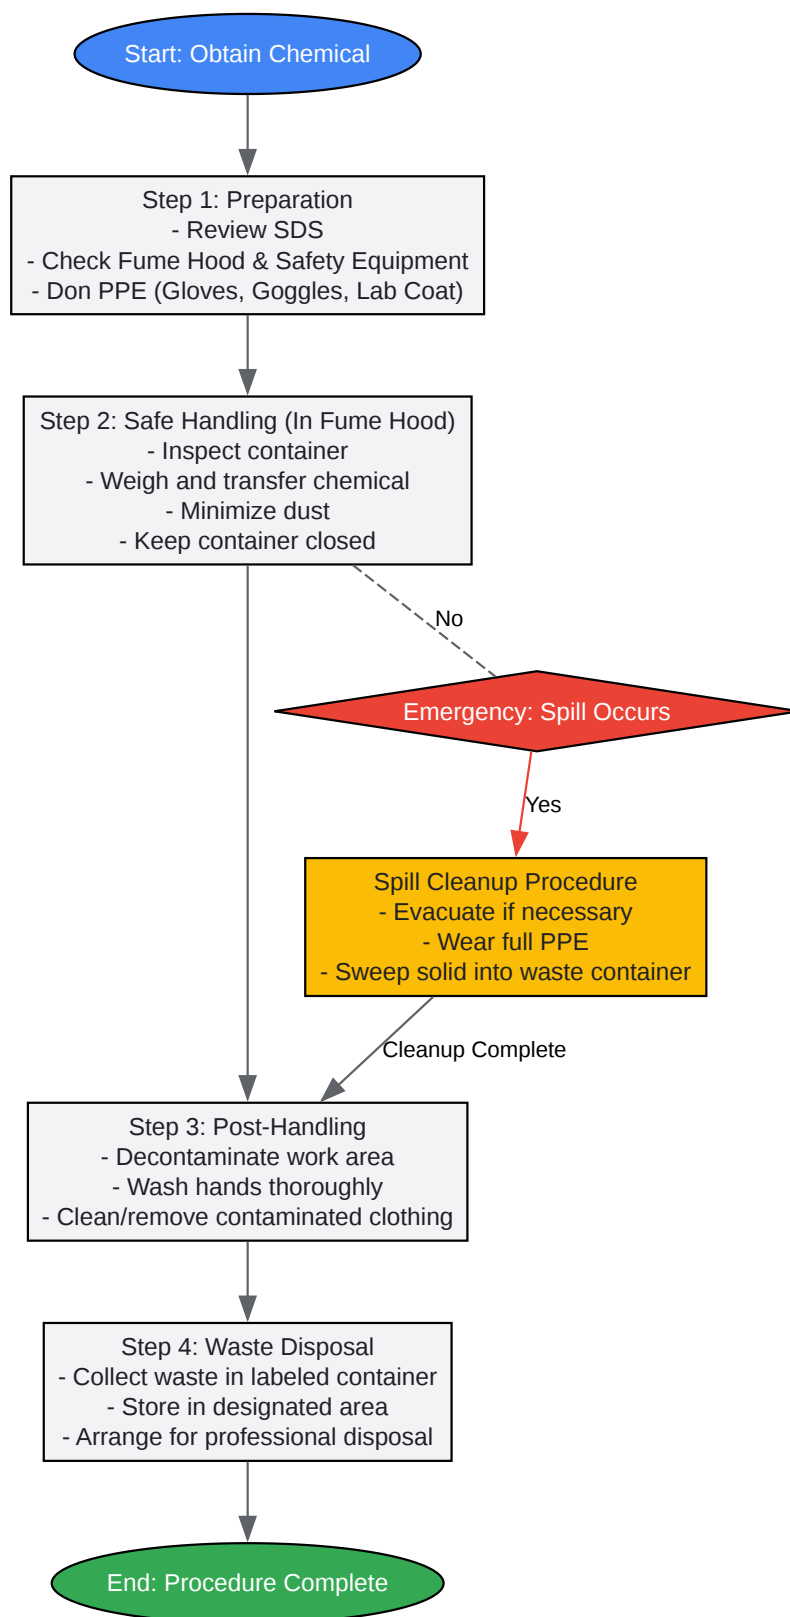 Start: Obtain Chemical
Step 1: Preparation
- Review SDS
- Check Fume Hood & Safety Equipment
- Don PPE (Gloves, Goggles, Lab Coat)
Step 2: Safe Handling (In Fume Hood)
- Inspect container
- Weigh and transfer chemical
- Minimize dust
- Keep container closed
No
Emergency: Spill Occurs
Yes
Spill Cleanup Procedure
- Evacuate if necessary
- Wear full PPE
- Sweep solid into waste container
Cleanup Complete
Step 3: Post-Handling
- Decontaminate work area
- Wash hands thoroughly
- Clean/remove contaminated clothing
Step 4: Waste Disposal
- Collect waste in labeled container
- Store in designated area
- Arrange for professional disposal
End: Procedure Complete